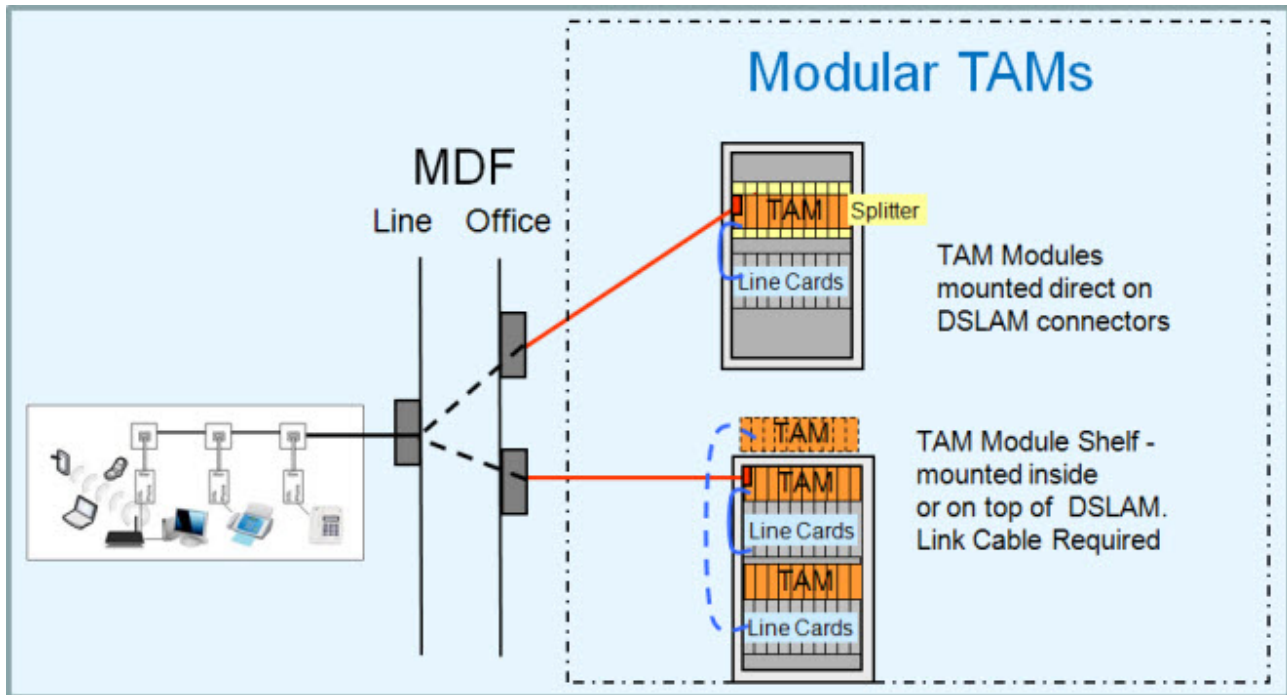 Modular TAMs
MDF
Line Office
TAM
Splitter
Line Cards
TAM Modules
mounted direct on
DSLAM connectors
TAM
TAM
Line Cards
TAM
Line Cards
TAM Module Shelf -
mounted inside
or on top of DSLAM.
Link Cable Required